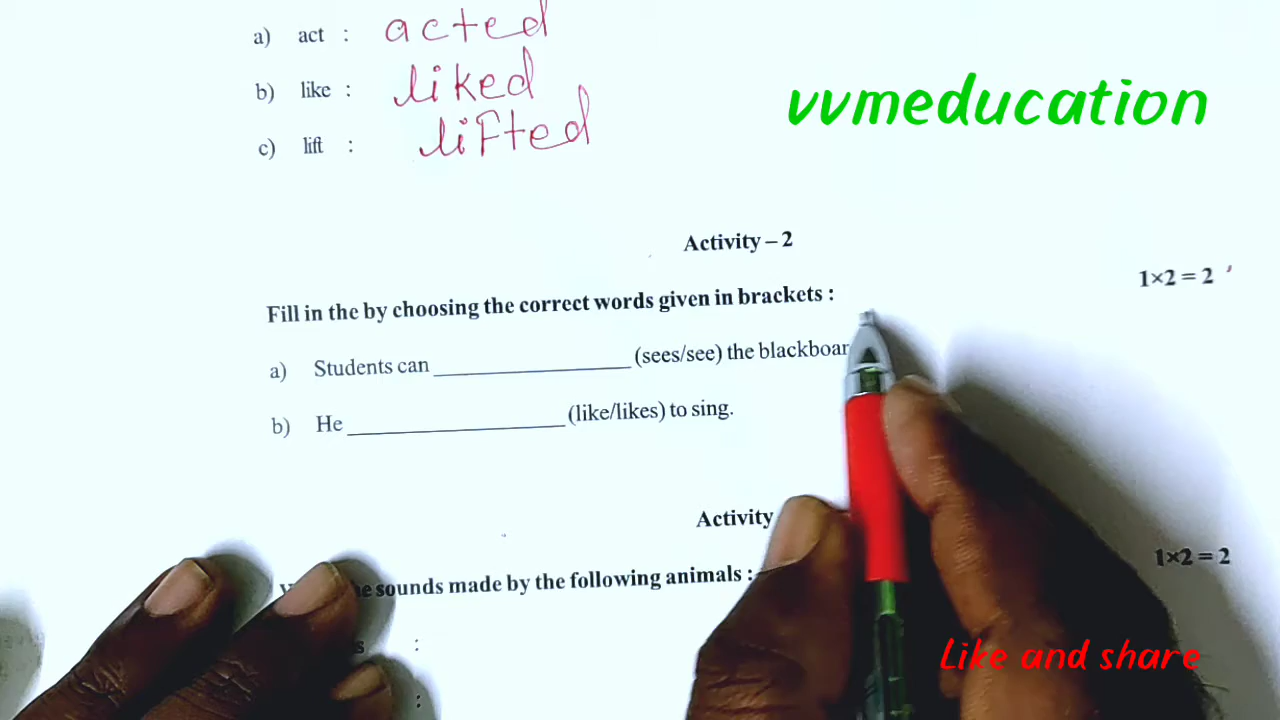 a) act : acted
b) like : liked
c) lift : lifted
vvmeducation
Activity – 2
1×2 = 2
Fill in the by choosing the correct words given in brackets :
a) Students can ____________ (sees/see) the blackboar
b) He ____________ (like/likes) to sing.
Activity
1×2 = 2
sounds made by the following animals :
:
:
Like and share